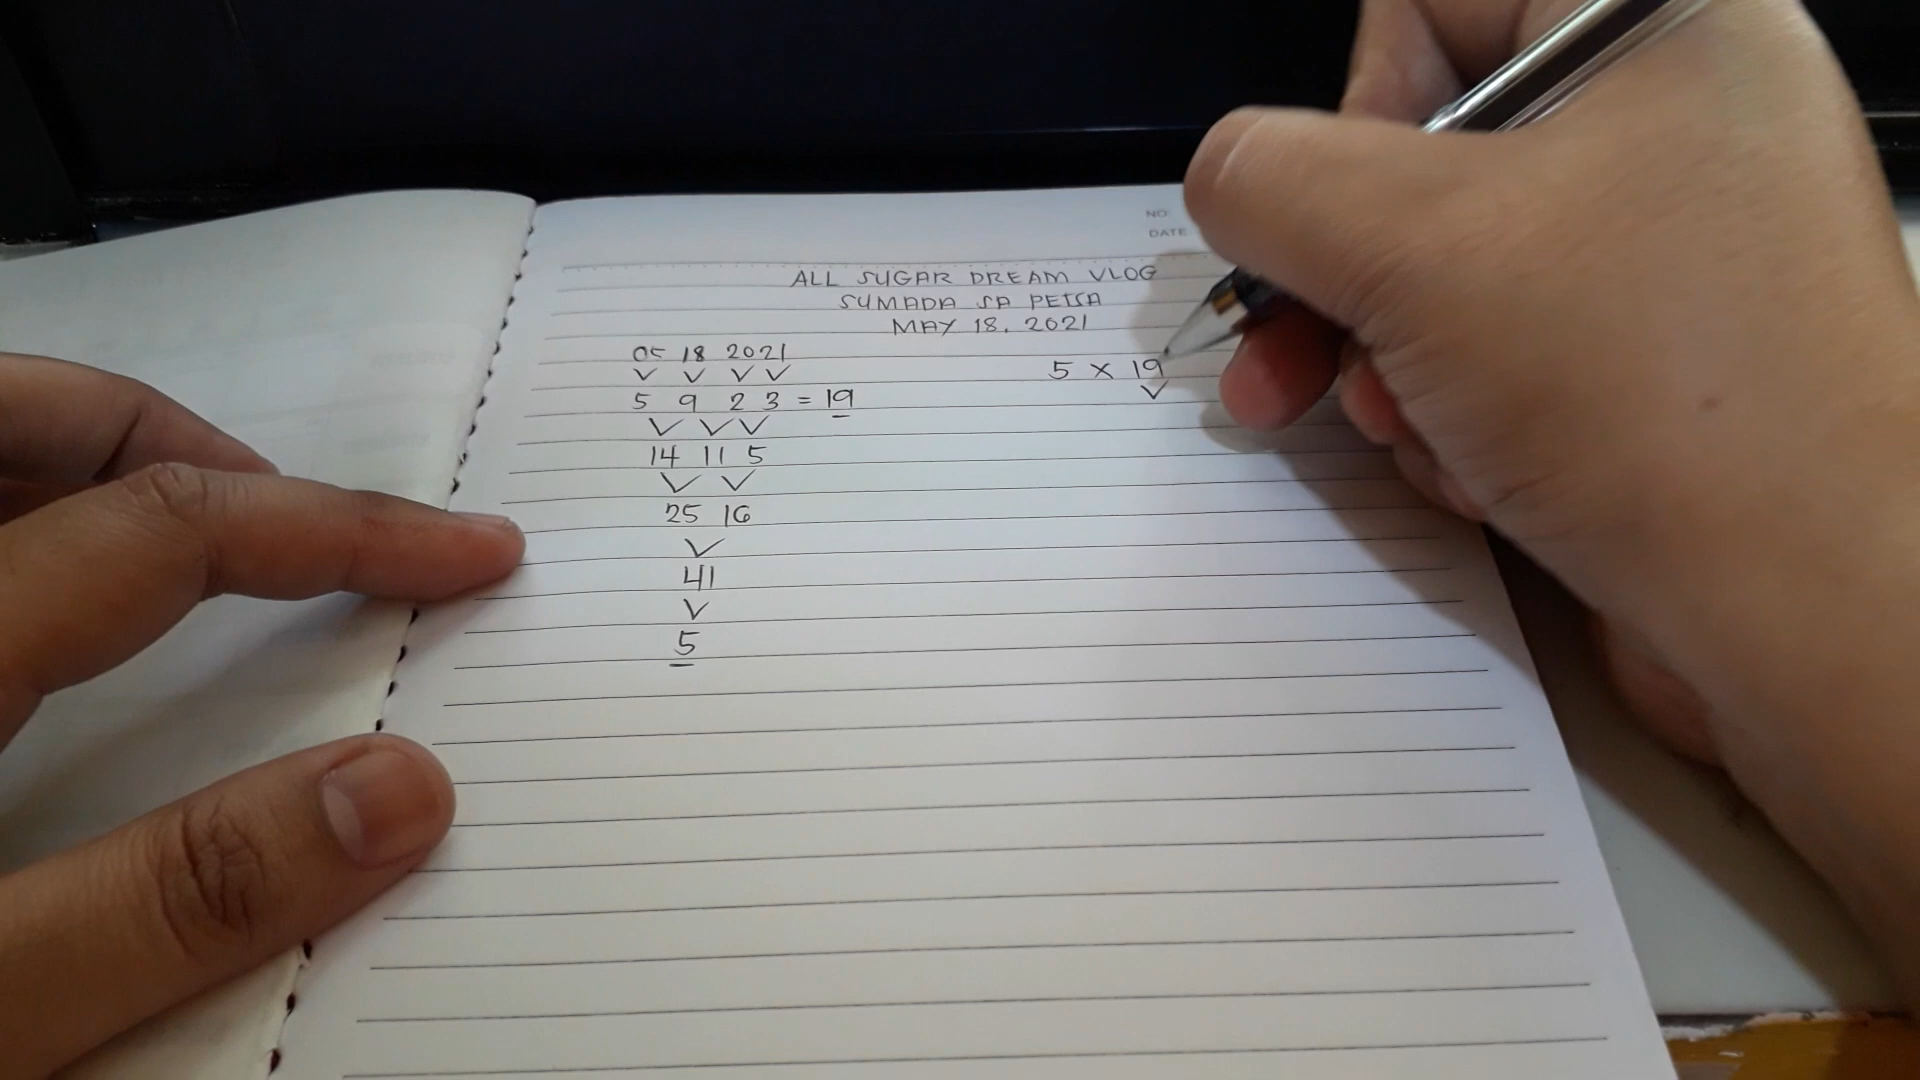 NO:
DATE
ALL SUGAR DREAM VLOG
SUMADA SA PETSA
MAY 18, 2021
05 18 2021
5 9 2 3 = 19
14 11 5
25 16
41
5
5 x 19